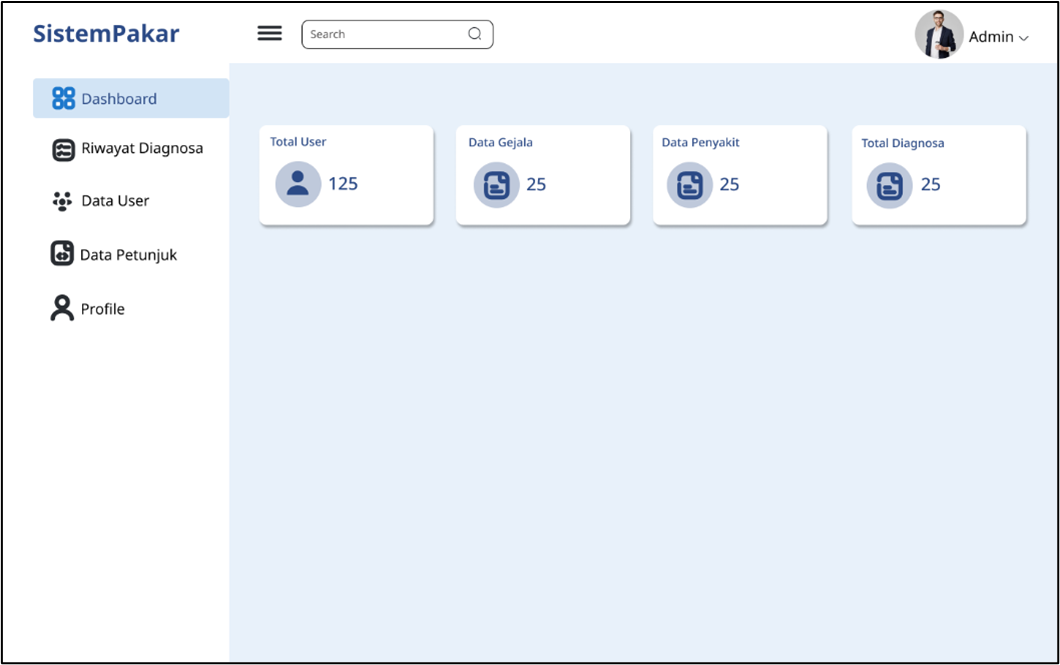 SistemPakar
Search
Admin
Dashboard
Riwayat Diagnosa
Data User
Data Petunjuk
Profile
Total User
125
Data Gejala
25
Data Penyakit
25
Total Diagnosa
25